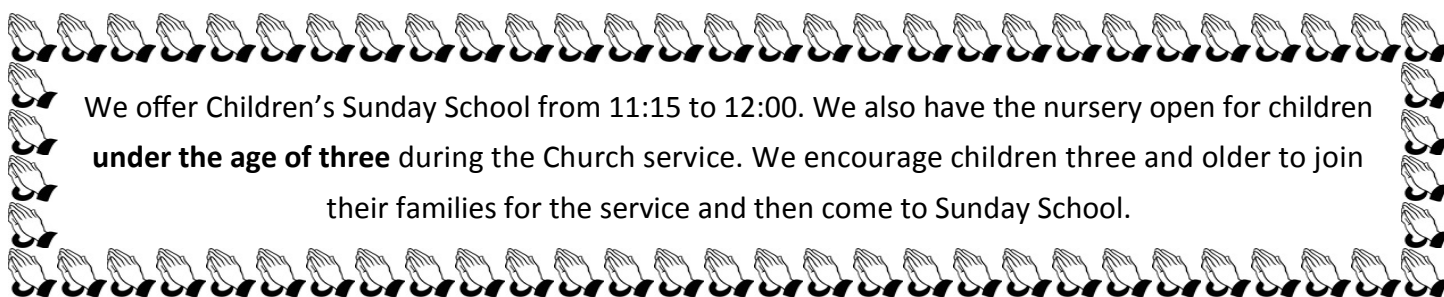 We offer Children’s Sunday School from 11:15 to 12:00. We also have the nursery open for children
under the age of three during the Church service. We encourage children three and older to join
their families for the service and then come to Sunday School.